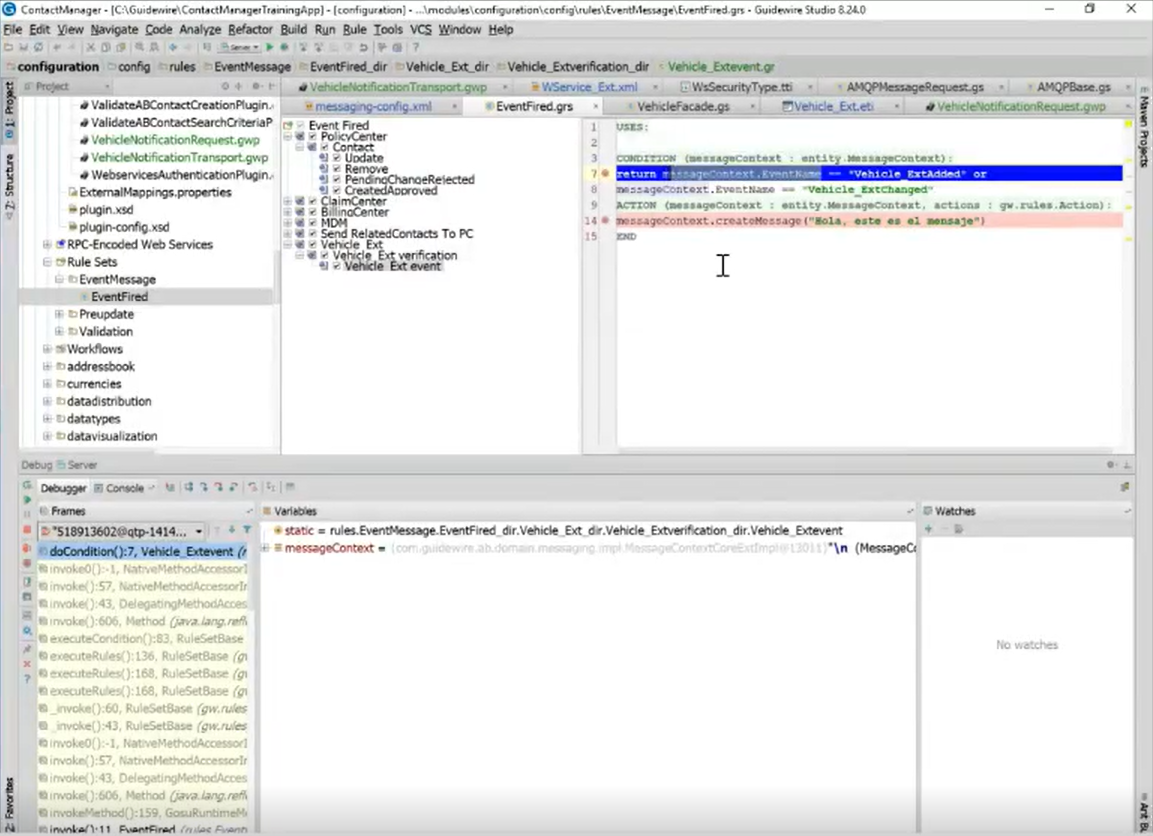 ContactManager - [C:\Guidewire\ContactManagerTrainingApp] - [configuration] - ...\modules\configuration\config\rules\EventMessage\EventFired.grs - Guidewire Studio 8.24.0
File Edit View Navigate Code Analyze Refactor Build Run Rule Tools VCS Window Help
Server
configuration config rules EventMessage EventFired_dir Vehicle_Ext_dir Vehicle_Extverification_dir Vehicle_Extevent.gr
Project
VehicleNotificationTransport.gwp WService_Ext.xml WsSecurityType.tti AMQPMessageRequest.gs AMQPBase.gs
messaging-config.xml EventFired.grs VehicleFacade.gs Vehicle_Ext.eti VehicleNotificationRequest.gwp
1: Project
Z: Structure
Maven Projects
ValidateABContactCreationPlugin.
ValidateABContactSearchCriteriaP
VehicleNotificationRequest.gwp
VehicleNotificationTransport.gwp
WebservicesAuthenticationPlugin.
ExternalMappings.properties
plugin.xsd
plugin-config.xsd
RPC-Encoded Web Services
Rule Sets
EventMessage
EventFired
Preupdate
Validation
Workflows
addressbook
currencies
datadistribution
datatypes
datavisualization
Event Fired
PolicyCenter
Contact
Update
Remove
PendingChangeRejected
CreatedApproved
ClaimCenter
BillingCenter
MDM
Send RelatedContacts To PC
Vehicle_Ext
Vehicle_Ext verification
Vehicle_Ext event
1 USES:
2
3 CONDITION (messageContext : entity.MessageContext):
7 return messageContext.EventName == "Vehicle_ExtAdded" or
8 messageContext.EventName == "Vehicle_ExtChanged"
9 ACTION (messageContext : entity.MessageContext, actions : gw.rules.Action):
14 messageContext.createMessage("Hola, este es el mensaje")
15 END
Debug Server
Debugger Console
Frames
Variables
Watches
"518913602@qtp-1414...
doCondition():7, Vehicle_Extevent (r
invoke0():-1, NativeMethodAccessorI
invoke():57, NativeMethodAccessorIr
invoke():43, DelegatingMethodAcces
invoke():606, Method (java.lang.refl
executeCondition():83, RuleSetBase
executeRules():136, RuleSetBase (g
executeRules():168, RuleSetBase (g
executeRules():168, RuleSetBase (g
_invoke():60, RuleSetBase (gw.rules
_invoke():43, RuleSetBase (gw.rules
invoke0():-1, NativeMethodAccessorI
invoke():57, NativeMethodAccessorIr
invoke():43, DelegatingMethodAcces
invoke():606, Method (java.lang.refl
invokeMethod():159, GosuRuntimeM
invoke():11, EventFired (rules.Event
static = rules.EventMessage.EventFired_dir.Vehicle_Ext_dir.Vehicle_Extverification_dir.Vehicle_Extevent
messageContext = {com.guidewire.ab.domain.messaging.impl.MessageContextCoreExtImpl@13011}"\n (MessageCo
No watches
2: Favorites
Ant Bu